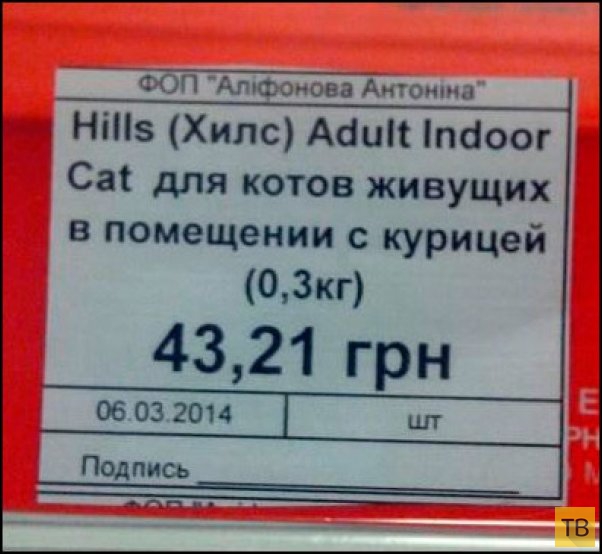 ФОП "Аліфонова Антоніна"
Hills (Хилс) Adult Indoor
Cat для котов живущих
в помещении с курицей
(0,3кг)
43,21 грн
06.03.2014 шт
Подпись
ТВ